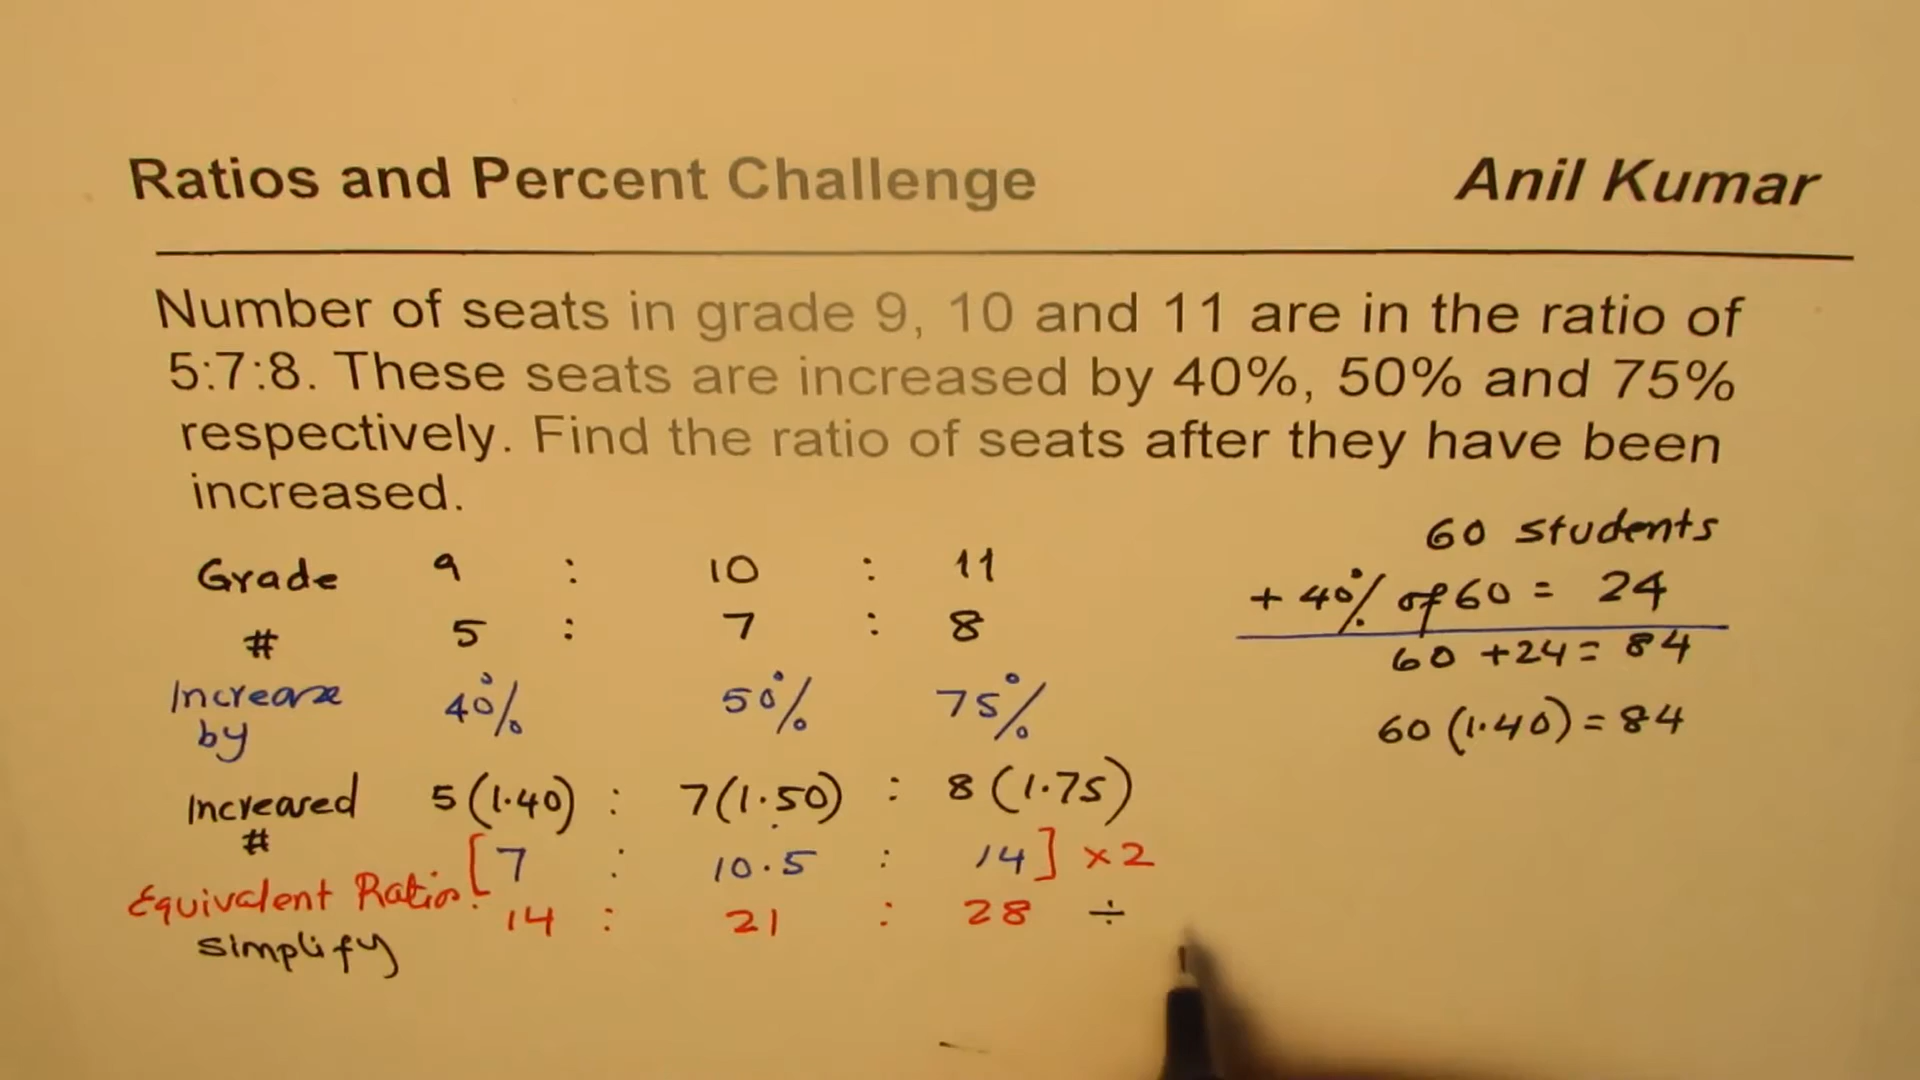 Ratios and Percent Challenge Anil Kumar
Number of seats in grade 9, 10 and 11 are in the ratio of
5:7:8. These seats are increased by 40%, 50% and 75%
respectively. Find the ratio of seats after they have been
increased.
60 students
Grade 9 : 10 : 11
+ 40% of 60 = 24
# 5 : 7 : 8
60 + 24 = 84
Increase 40% 50% 75%
by
60 (1.40) = 84
Increased 5(1.40) : 7(1.50) : 8(1.75)
#
[7 : 10.5 : 14] ×2
Equivalent Ratio:
14 : 21 : 28 ÷
simplify